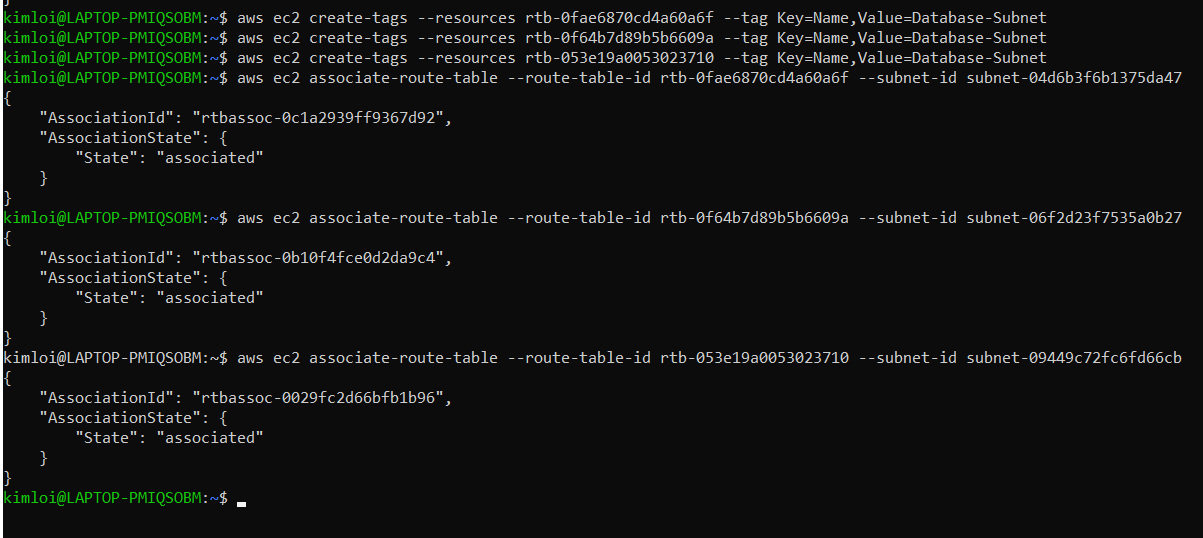 }
kimloi@LAPTOP-PMIQSOBM:~$ aws ec2 create-tags --resources rtb-0fae6870cd4a60a6f --tag Key=Name,Value=Database-Subnet
kimloi@LAPTOP-PMIQSOBM:~$ aws ec2 create-tags --resources rtb-0f64b7d89b5b6609a --tag Key=Name,Value=Database-Subnet
kimloi@LAPTOP-PMIQSOBM:~$ aws ec2 create-tags --resources rtb-053e19a0053023710 --tag Key=Name,Value=Database-Subnet
kimloi@LAPTOP-PMIQSOBM:~$ aws ec2 associate-route-table --route-table-id rtb-0fae6870cd4a60a6f --subnet-id subnet-04d6b3f6b1375da47
{
    "AssociationId": "rtbassoc-0c1a2939ff9367d92",
    "AssociationState": {
        "State": "associated"
    }
}
kimloi@LAPTOP-PMIQSOBM:~$ aws ec2 associate-route-table --route-table-id rtb-0f64b7d89b5b6609a --subnet-id subnet-06f2d23f7535a0b27
{
    "AssociationId": "rtbassoc-0b10f4fce0d2da9c4",
    "AssociationState": {
        "State": "associated"
    }
}
kimloi@LAPTOP-PMIQSOBM:~$ aws ec2 associate-route-table --route-table-id rtb-053e19a0053023710 --subnet-id subnet-09449c72fc6fd66cb
{
    "AssociationId": "rtbassoc-0029fc2d66bfb1b96",
    "AssociationState": {
        "State": "associated"
    }
}
kimloi@LAPTOP-PMIQSOBM:~$